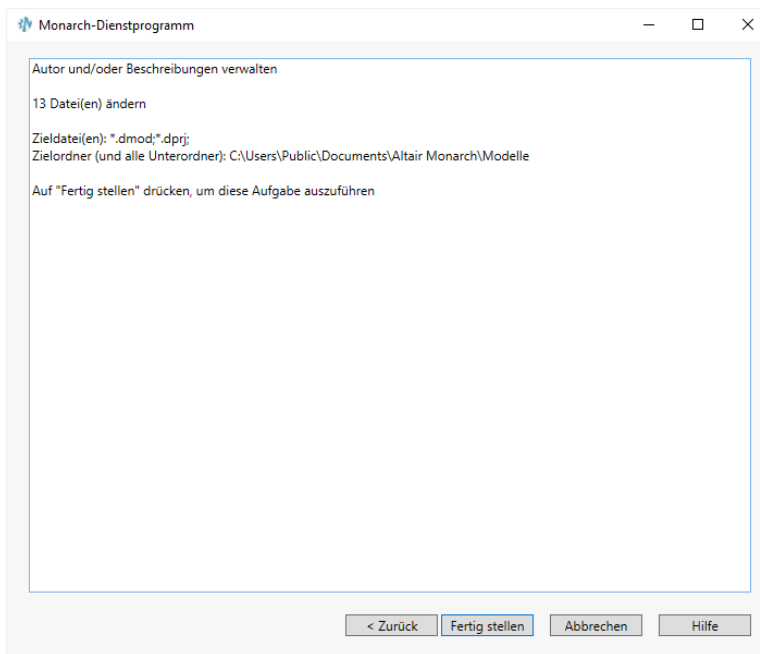 Monarch-Dienstprogramm
Autor und/oder Beschreibungen verwalten
13 Datei(en) ändern
Zieldatei(en): *.dmod;*.dprj;
Zielordner (und alle Unterordner): C:\Users\Public\Documents\Altair Monarch\Modelle
Auf "Fertig stellen" drücken, um diese Aufgabe auszuführen
< Zurück Fertig stellen Abbrechen Hilfe